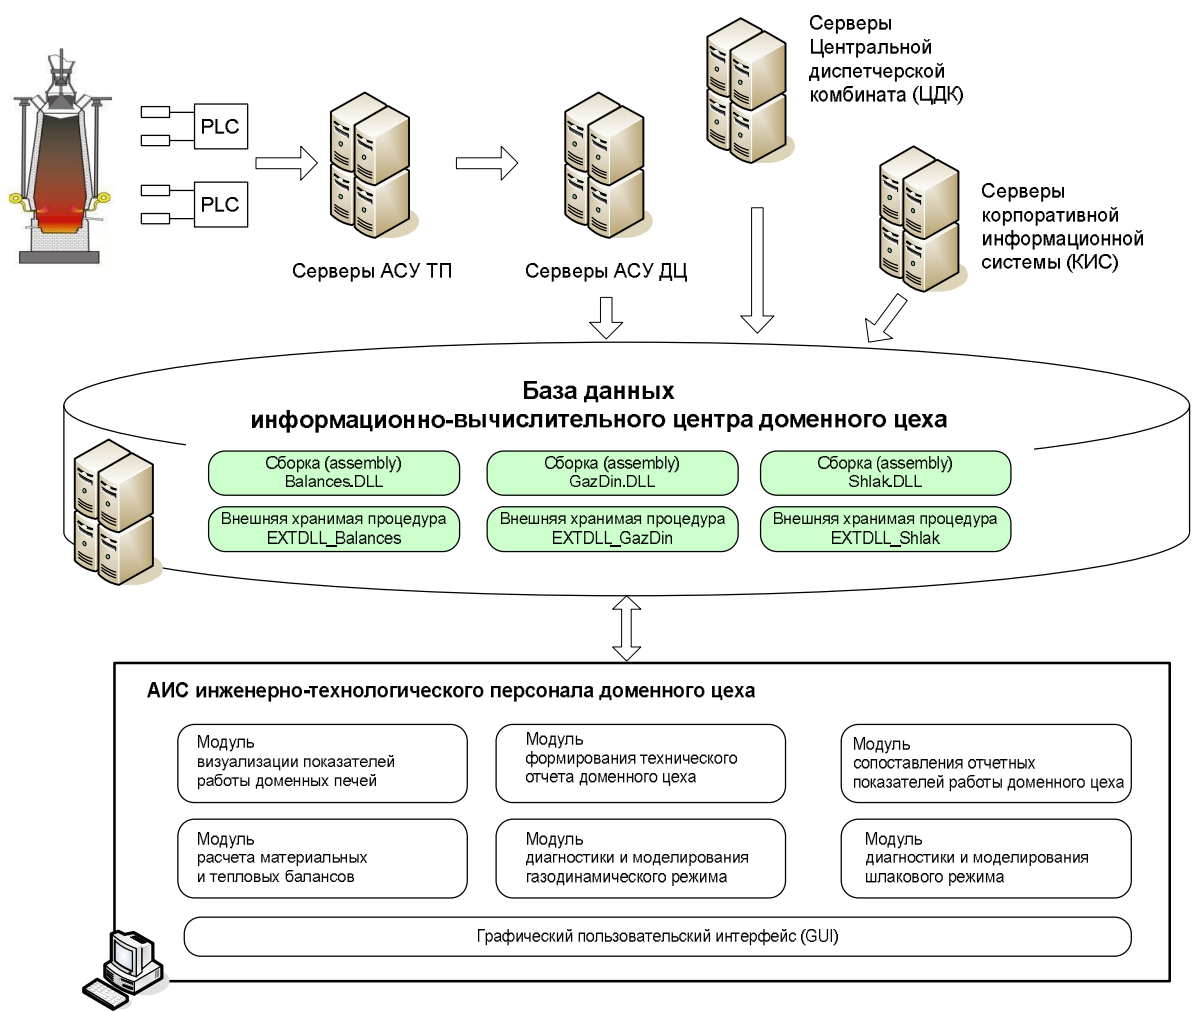 Серверы
Центральной
диспетчерской
комбината (ЦДК)
PLC
PLC
Серверы
корпоративной
информационной
системы (КИС)
Серверы АСУ ТП
Серверы АСУ ДЦ
База данных
информационно-вычислительного центра доменного цеха
Сборка (assembly)
Balances.DLL
Сборка (assembly)
GazDin.DLL
Сборка (assembly)
Shlak.DLL
Внешняя хранимая процедура
EXTDLL_Balances
Внешняя хранимая процедура
EXTDLL_GazDin
Внешняя хранимая процедура
EXTDLL_Shlak
АИС инженерно-технологического персонала доменного цеха
Модуль
визуализации показателей
работы доменных печей
Модуль
формирования технического
отчета доменного цеха
Модуль
сопоставления отчетных
показателей работы доменного цеха
Модуль
расчета материальных
и тепловых балансов
Модуль
диагностики и моделирования
газодинамического режима
Модуль
диагностики и моделирования
шлакового режима
Графический пользовательский интерфейс (GUI)